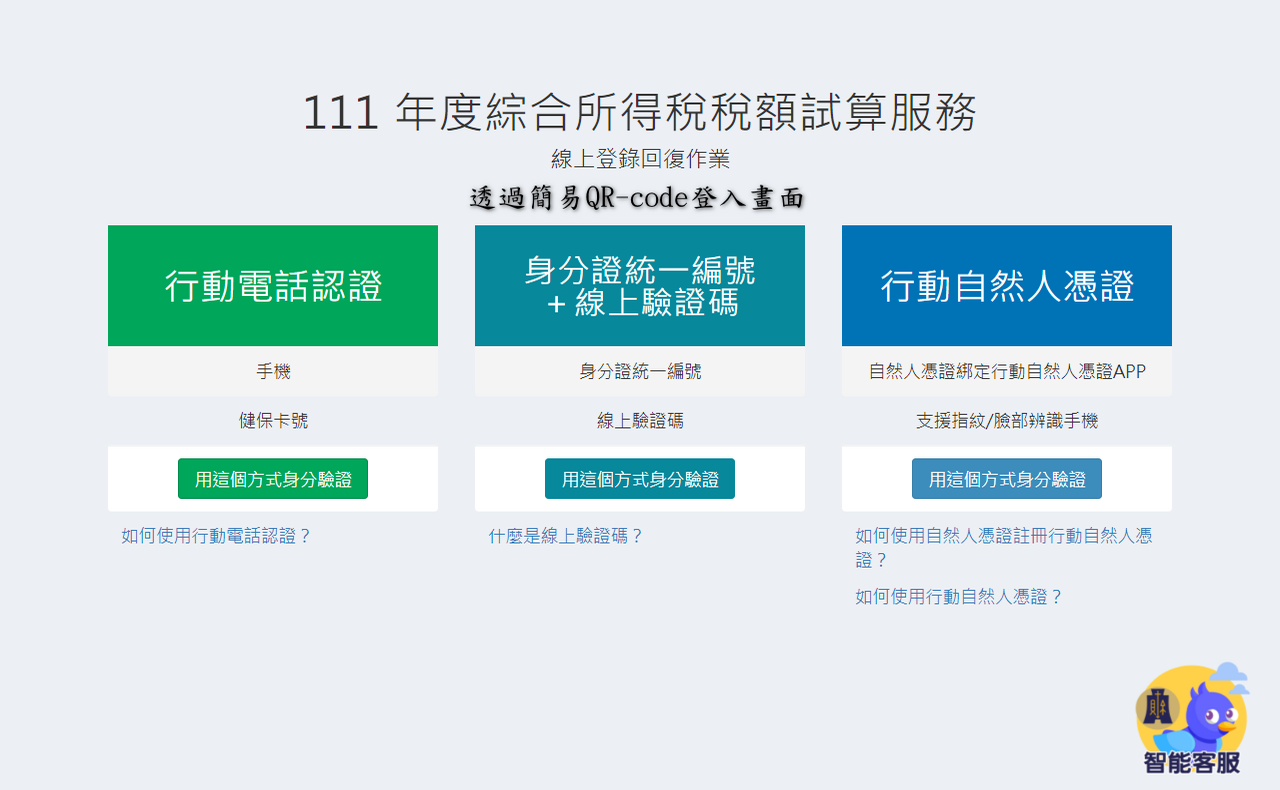 111 年度綜合所得稅稅額試算服務
線上登錄回復作業
透過簡易QR-code登入畫面
行動電話認證
手機
健保卡號
用這個方式身分驗證
如何使用行動電話認證？
身分證統一編號
+ 線上驗證碼
身分證統一編號
線上驗證碼
用這個方式身分驗證
什麼是線上驗證碼？
行動自然人憑證
自然人憑證綁定行動自然人憑證APP
支援指紋/臉部辨識手機
用這個方式身分驗證
如何使用自然人憑證註冊行動自然人憑
證？
如何使用行動自然人憑證？
財
智能客服